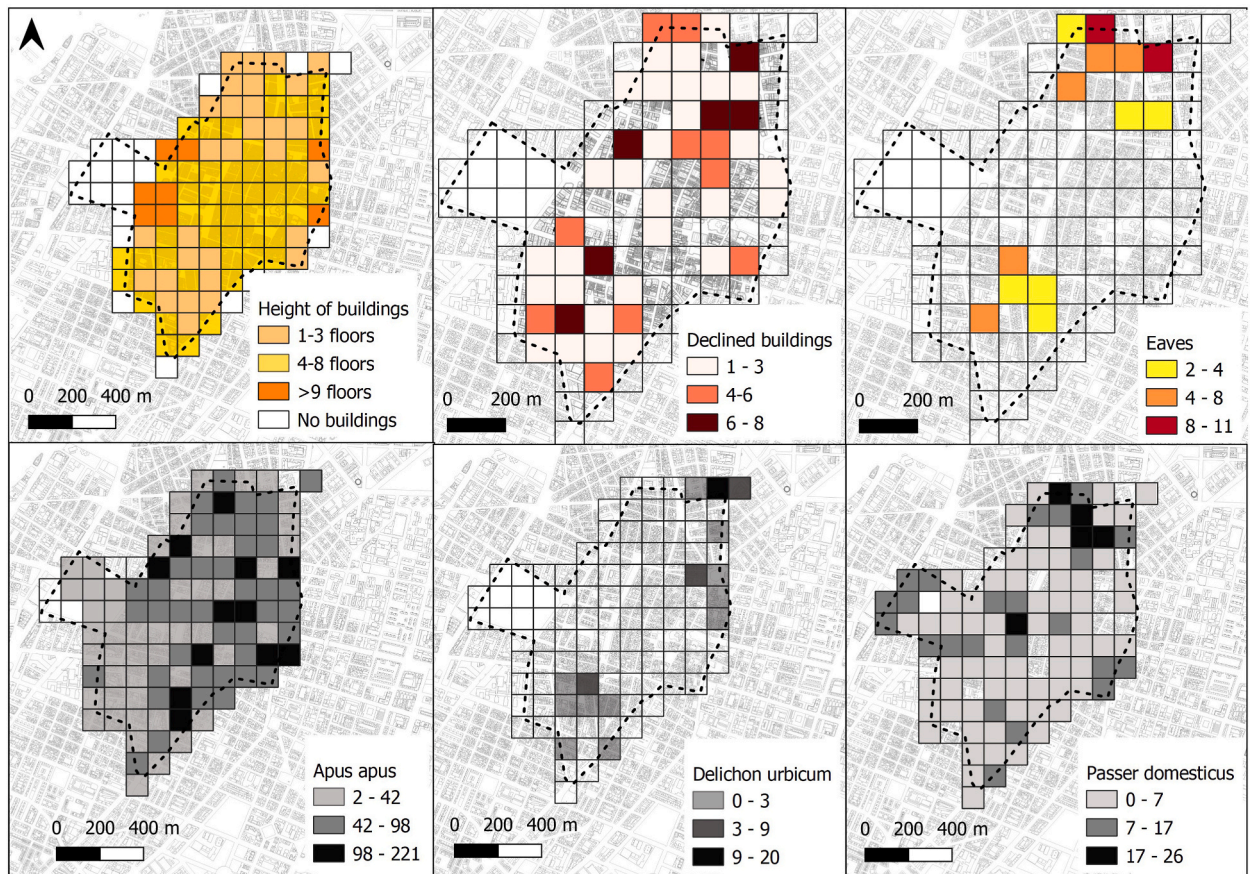 Height of buildings
1-3 floors
4-8 floors
>9 floors
No buildings
0 200 400 m
Declined buildings
1 - 3
4-6
6 - 8
0 200 m
Eaves
2 - 4
4 - 8
8 - 11
0 200 m
Apus apus
2 - 42
42 - 98
98 - 221
0 200 400 m
Delichon urbicum
0 - 3
3 - 9
9 - 20
0 200 400 m
Passer domesticus
0 - 7
7 - 17
17 - 26
0 200 400 m